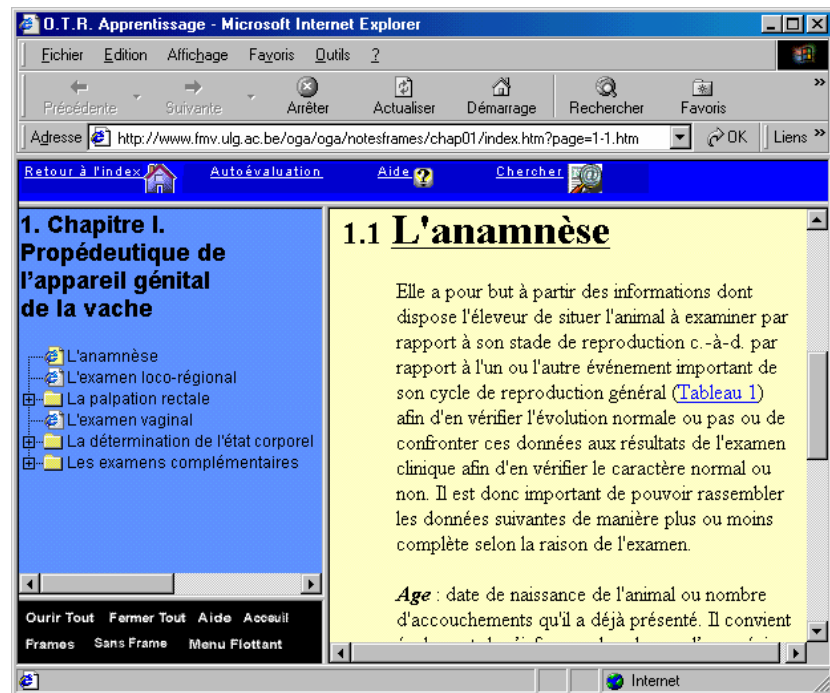 O.T.R. Apprentissage - Microsoft Internet Explorer
Fichier Edition Affichage Favoris Outils ?
Précédente Suivante Arrêter Actualiser Démarrage Rechercher Favoris »
Adresse http://www.fmv.ulg.ac.be/oga/oga/notesframes/chap01/index.htm?page=1-1.htm OK Liens »
Retour à l'index Autoévaluation Aide Chercher
1. Chapitre I.
Propédeutique de
l'appareil génital
de la vache
L'anamnèse
L'examen loco-régional
La palpation rectale
L'examen vaginal
La détermination de l'état corporel
Les examens complémentaires
Ourir Tout Fermer Tout Aide Acceuil
Frames Sans Frame Menu Flottant
1.1 L'anamnèse
Elle a pour but à partir des informations dont
dispose l'éleveur de situer l'animal à examiner par
rapport à son stade de reproduction c.-à-d. par
rapport à l'un ou l'autre événement important de
son cycle de reproduction général (Tableau 1)
afin d'en vérifier l'évolution normale ou pas ou de
confronter ces données aux résultats de l'examen
clinique afin d'en vérifier le caractère normal ou
non. Il est donc important de pouvoir rassembler
les données suivantes de manière plus ou moins
complète selon la raison de l'examen.
Age : date de naissance de l'animal ou nombre
d'accouchements qu'il a déjà présenté. Il convient
Internet